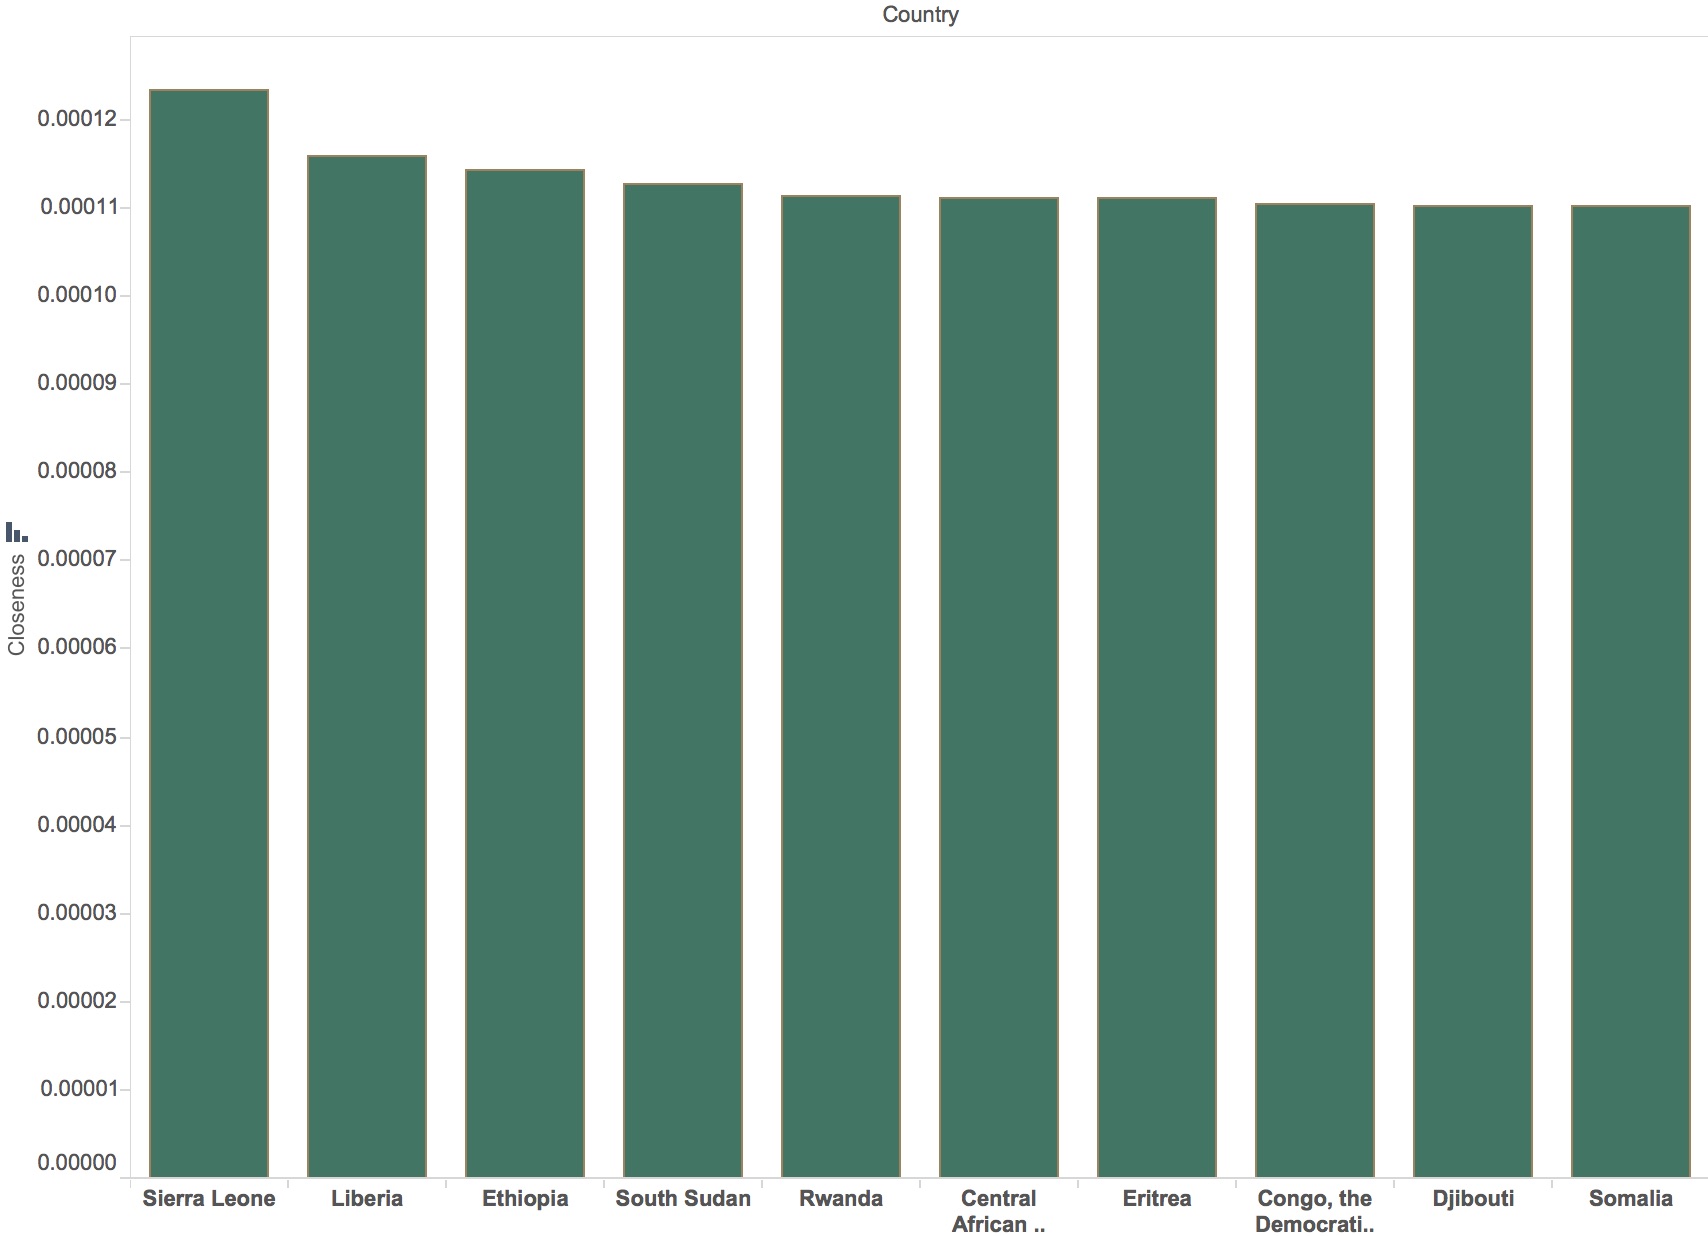 Country
0.00012
0.00011
0.00010
0.00009
0.00008
0.00007
0.00006
0.00005
0.00004
0.00003
0.00002
0.00001
0.00000
Closeness
Sierra Leone
Liberia
Ethiopia
South Sudan
Rwanda
Central
African ..
Eritrea
Congo, the
Democrati..
Djibouti
Somalia